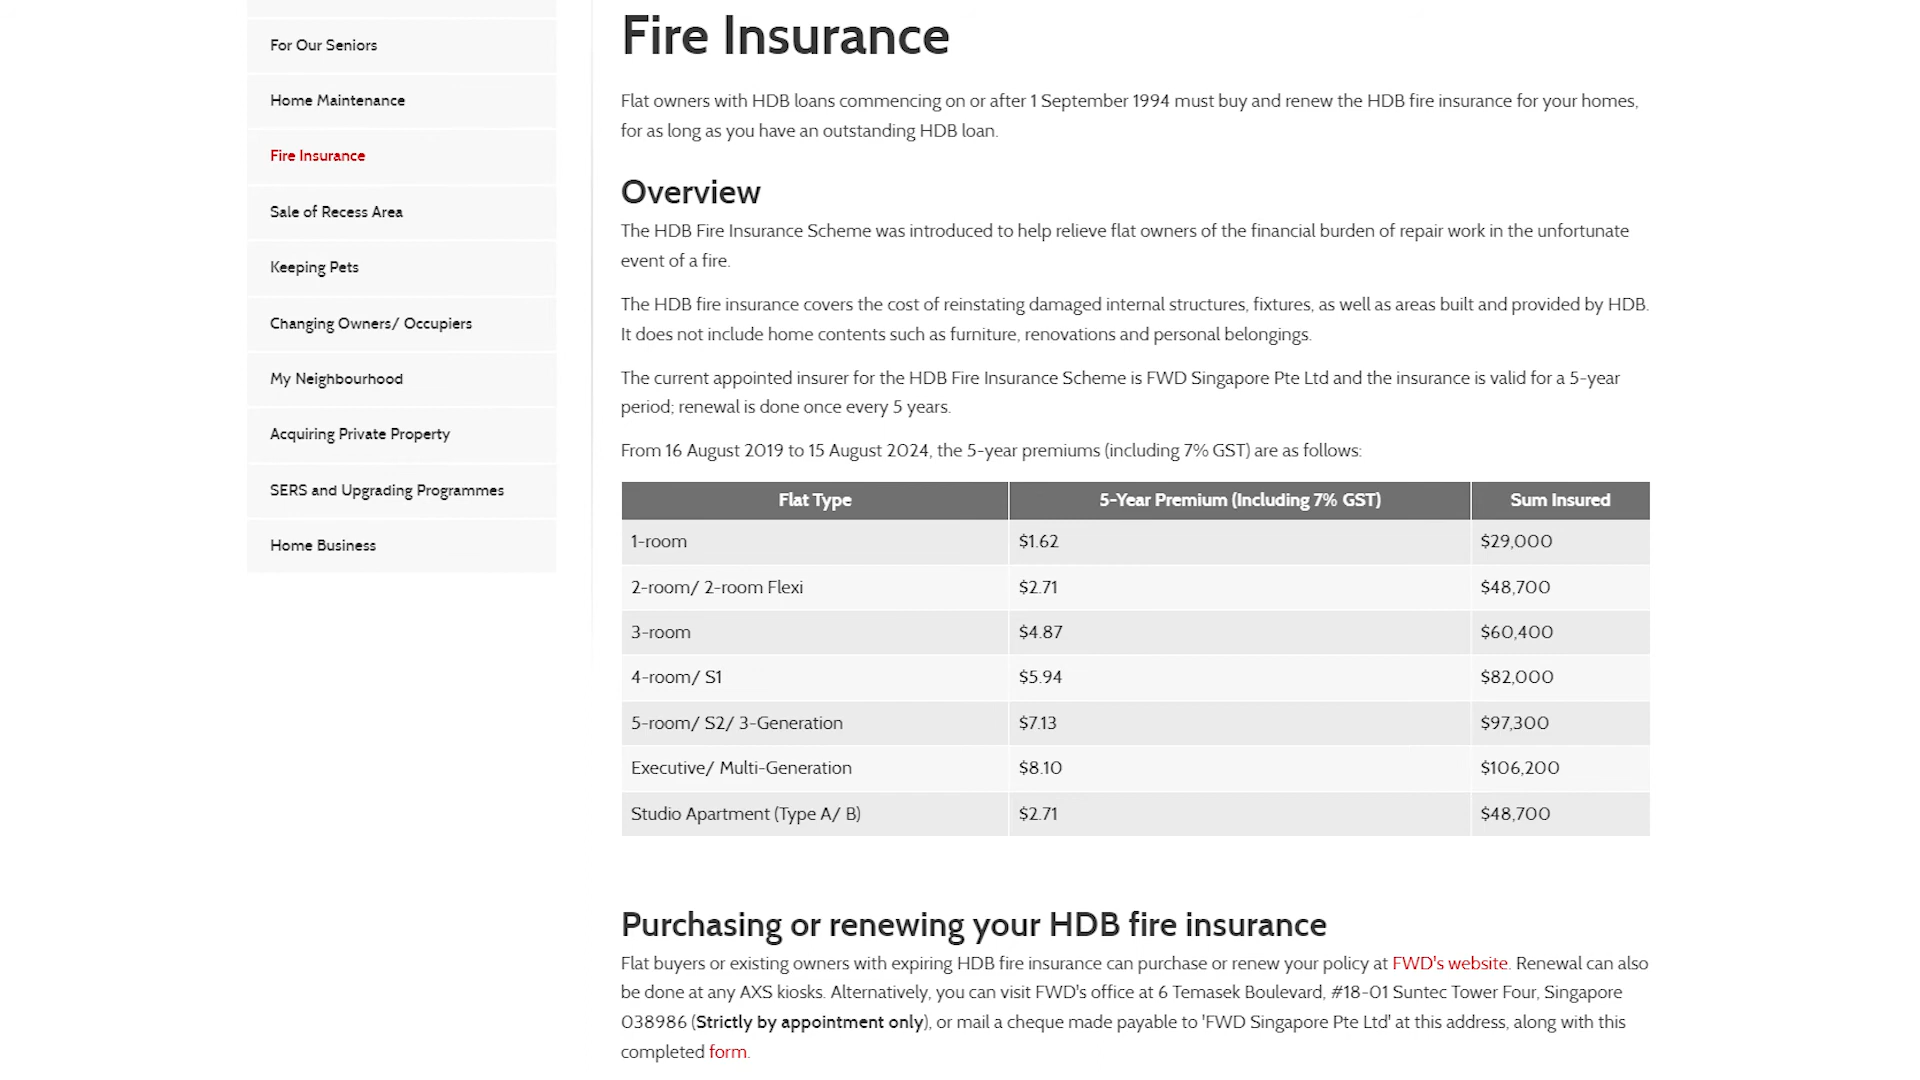 For Our Seniors
Home Maintenance
Fire Insurance
Sale of Recess Area
Keeping Pets
Changing Owners/ Occupiers
My Neighbourhood
Acquiring Private Property
SERS and Upgrading Programmes
Home Business
Fire Insurance
Flat owners with HDB loans commencing on or after 1 September 1994 must buy and renew the HDB fire insurance for your homes,
for as long as you have an outstanding HDB loan.
Overview
The HDB Fire Insurance Scheme was introduced to help relieve flat owners of the financial burden of repair work in the unfortunate
event of a fire.
The HDB fire insurance covers the cost of reinstating damaged internal structures, fixtures, as well as areas built and provided by HDB.
It does not include home contents such as furniture, renovations and personal belongings.
The current appointed insurer for the HDB Fire Insurance Scheme is FWD Singapore Pte Ltd and the insurance is valid for a 5-year
period; renewal is done once every 5 years.
From 16 August 2019 to 15 August 2024, the 5-year premiums (including 7% GST) are as follows:
Flat Type 5-Year Premium (Including 7% GST) Sum Insured
1-room $1.62 $29,000
2-room/ 2-room Flexi $2.71 $48,700
3-room $4.87 $60,400
4-room/ S1 $5.94 $82,000
5-room/ S2/ 3-Generation $7.13 $97,300
Executive/ Multi-Generation $8.10 $106,200
Studio Apartment (Type A/ B) $2.71 $48,700
Purchasing or renewing your HDB fire insurance
Flat buyers or existing owners with expiring HDB fire insurance can purchase or renew your policy at FWD's website. Renewal can also
be done at any AXS kiosks. Alternatively, you can visit FWD's office at 6 Temasek Boulevard, #18-01 Suntec Tower Four, Singapore
038986 (Strictly by appointment only), or mail a cheque made payable to 'FWD Singapore Pte Ltd' at this address, along with this
completed form.